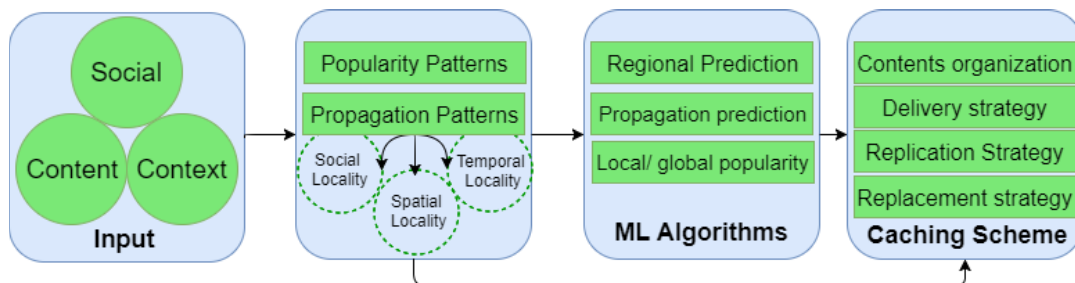 Social
Content
Context
Input
Popularity Patterns
Propagation Patterns
Social
Locality
Temporal
Locality
Spatial
Locality
Regional Prediction
Propagation prediction
Local/ global popularity
ML Algorithms
Contents organization
Delivery strategy
Replication Strategy
Replacement strategy
Caching Scheme